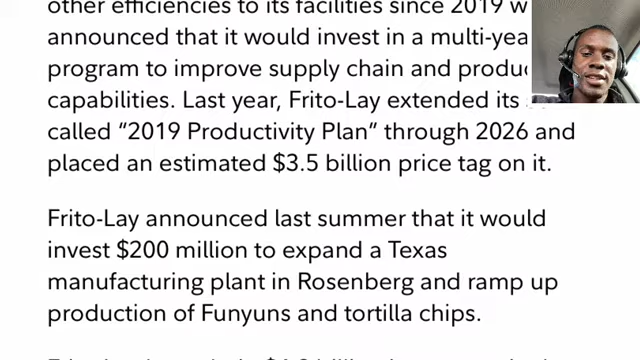 other efficiencies to its facilities since 2019
announced that it would invest in a
program to improve supply chain and
capabilities. Last year, Frito-Lay extended its
called "2019 Productivity Plan" through 2026 and
placed an estimated $3.5 billion price tag on it.
Frito-Lay announced last summer that it would
invest $200 million to expand a Texas
manufacturing plant in Rosenberg and ramp up
production of Funyuns and tortilla chips.